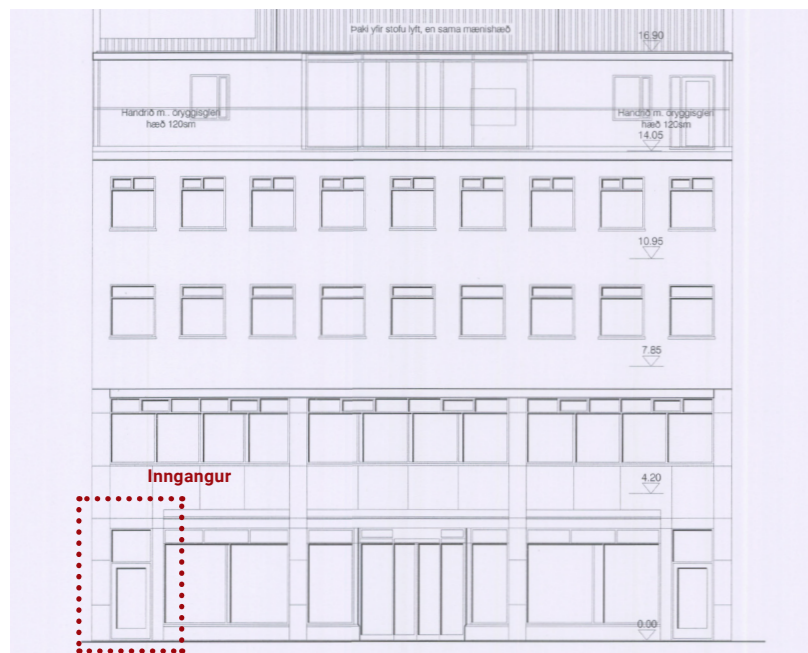 Þaki yfir stofu lyft, en sama mænishæð
16.90
Handrið m.. öryggisgleri
hæð 120sm
Handrið m. öryggisgleri
hæð 120sm
14.05
10.95
7.85
Inngangur
4.20
0.00